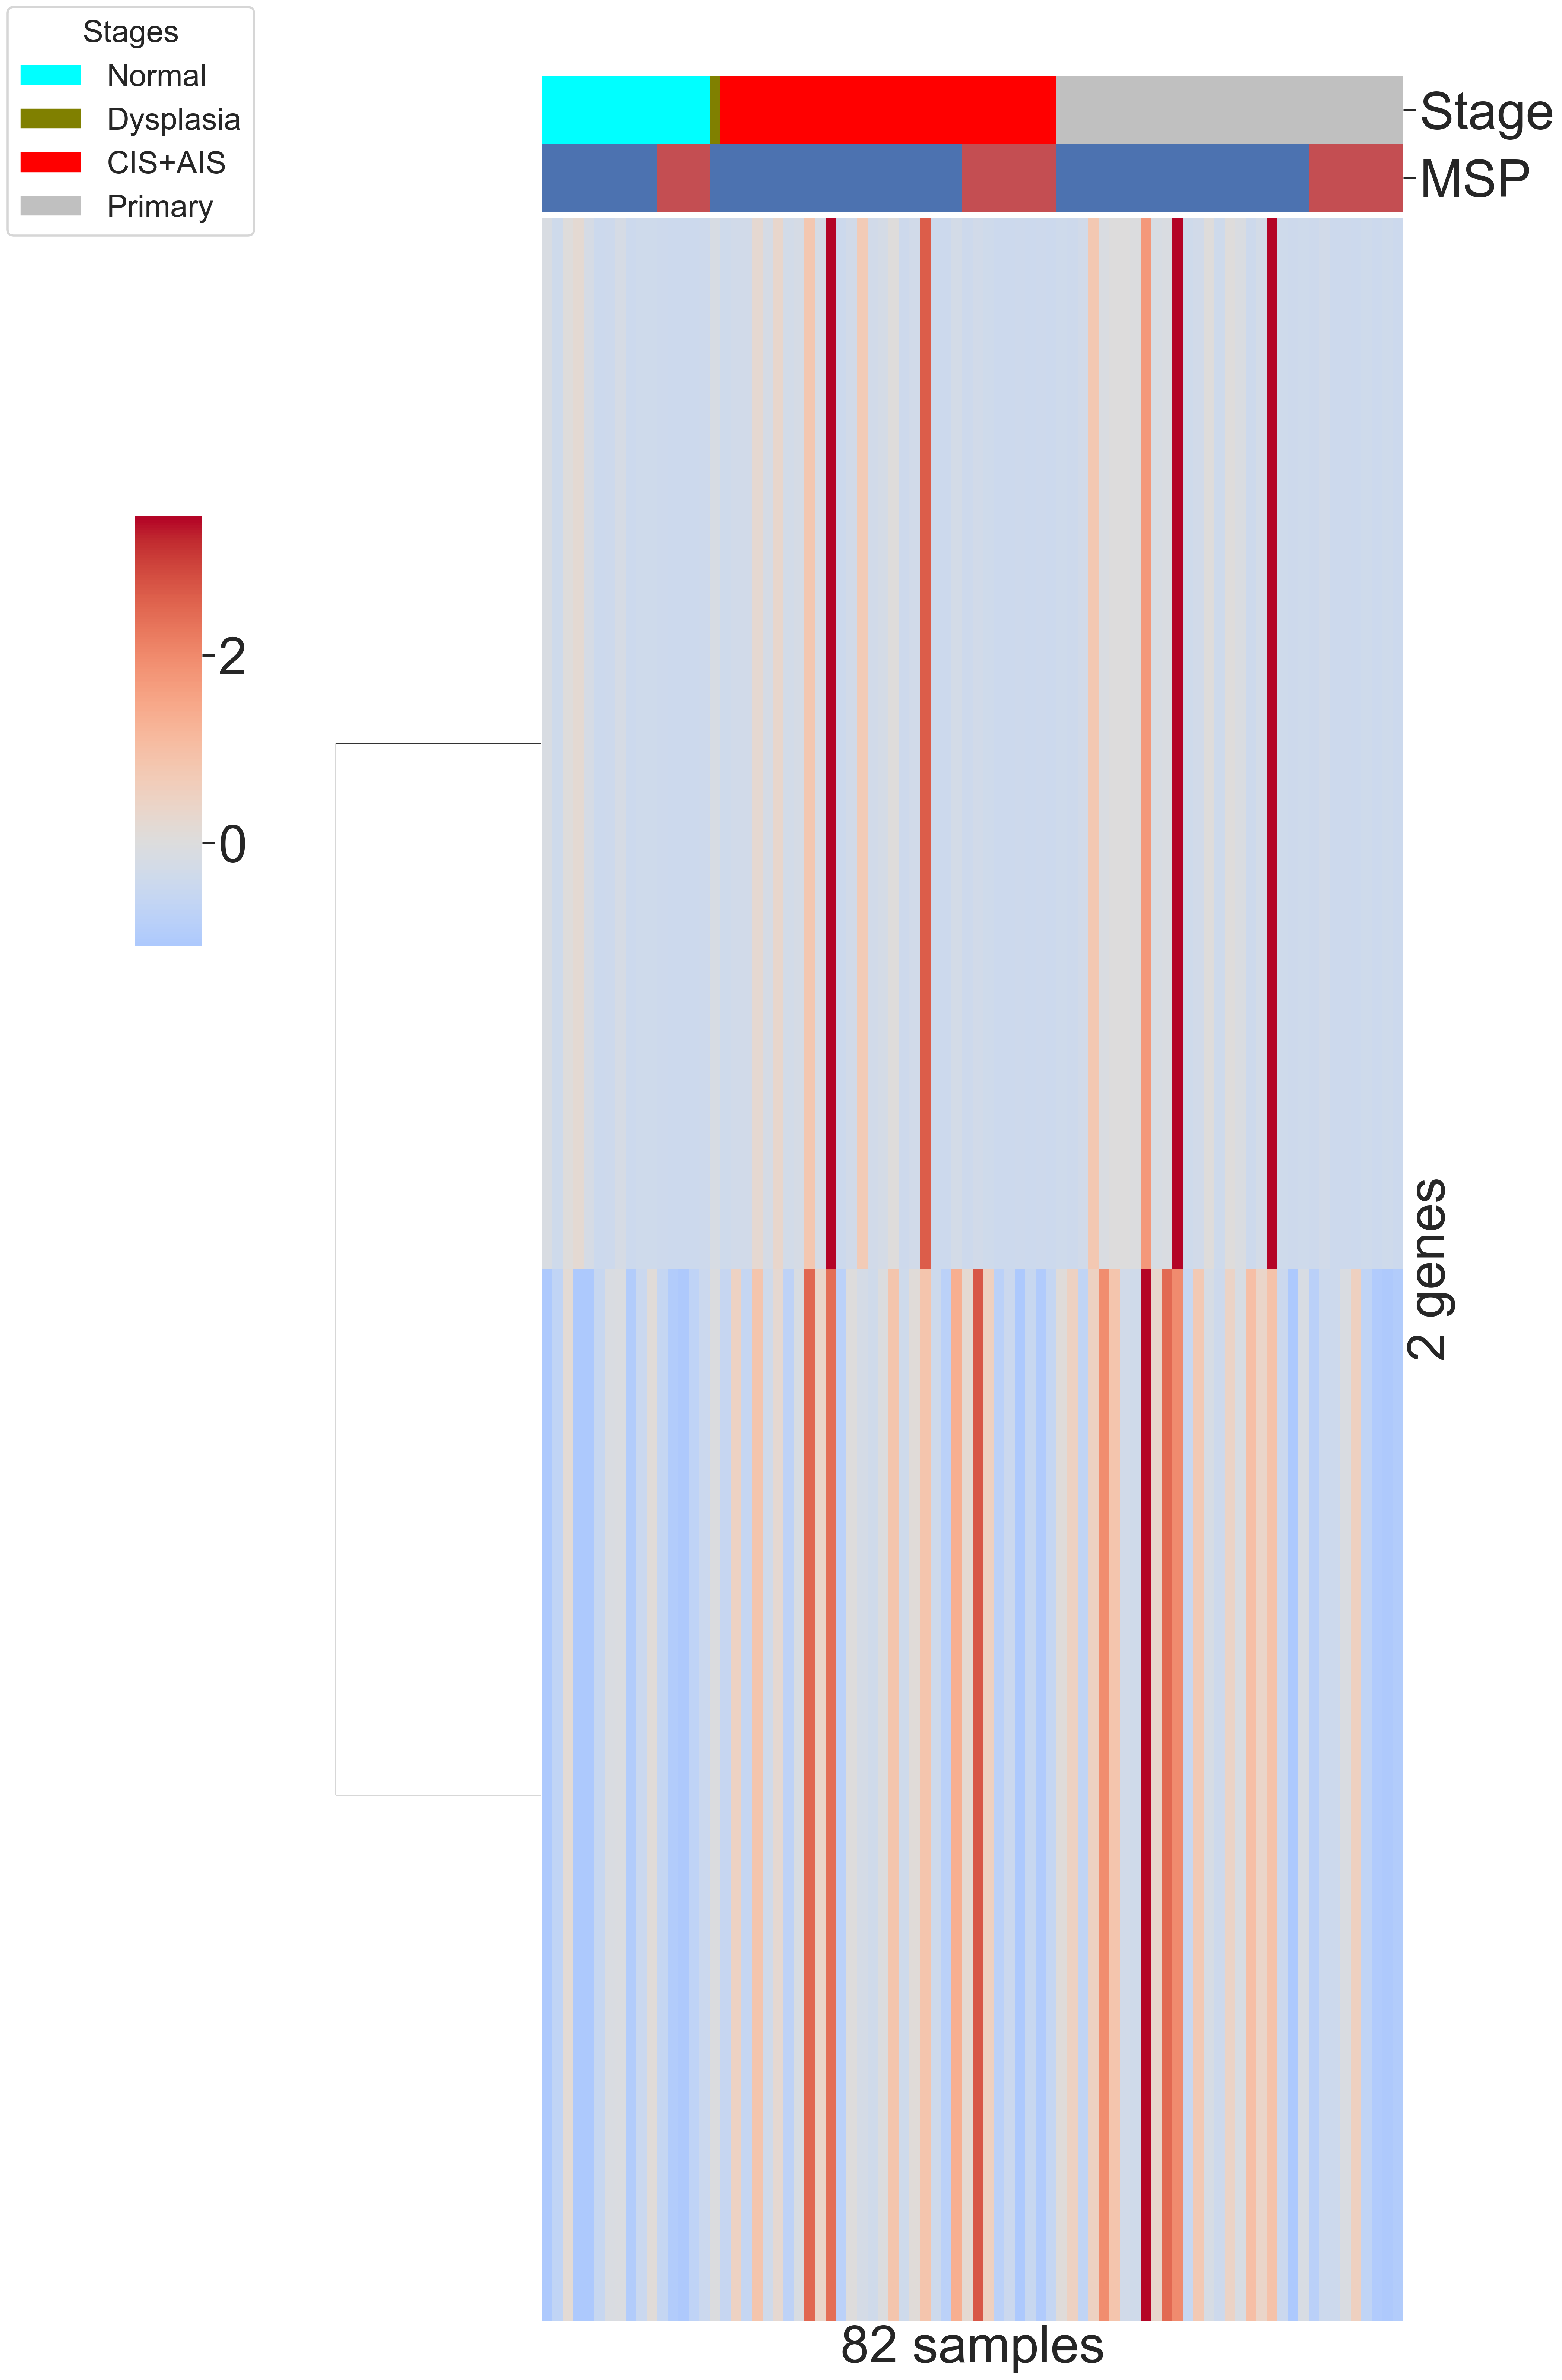 Stages
Normal
Dysplasia
CIS+AIS
Primary
Stage
MSP
2
0
2 genes
82 samples